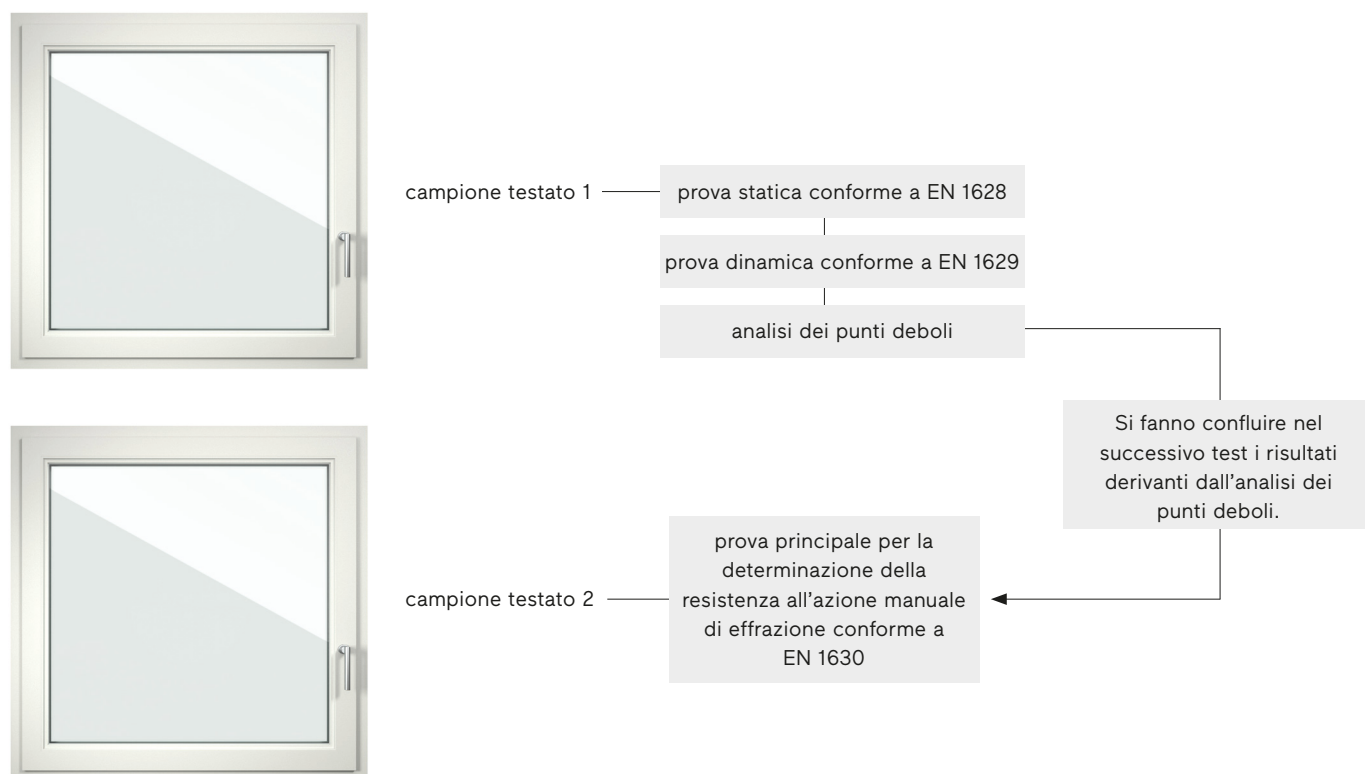 campione testato 1
prova statica conforme a EN 1628
prova dinamica conforme a EN 1629
analisi dei punti deboli
Si fanno confluire nel
successivo test i risultati
derivanti dall’analisi dei
punti deboli.
campione testato 2
prova principale per la
determinazione della
resistenza all’azione manuale
di effrazione conforme a
EN 1630